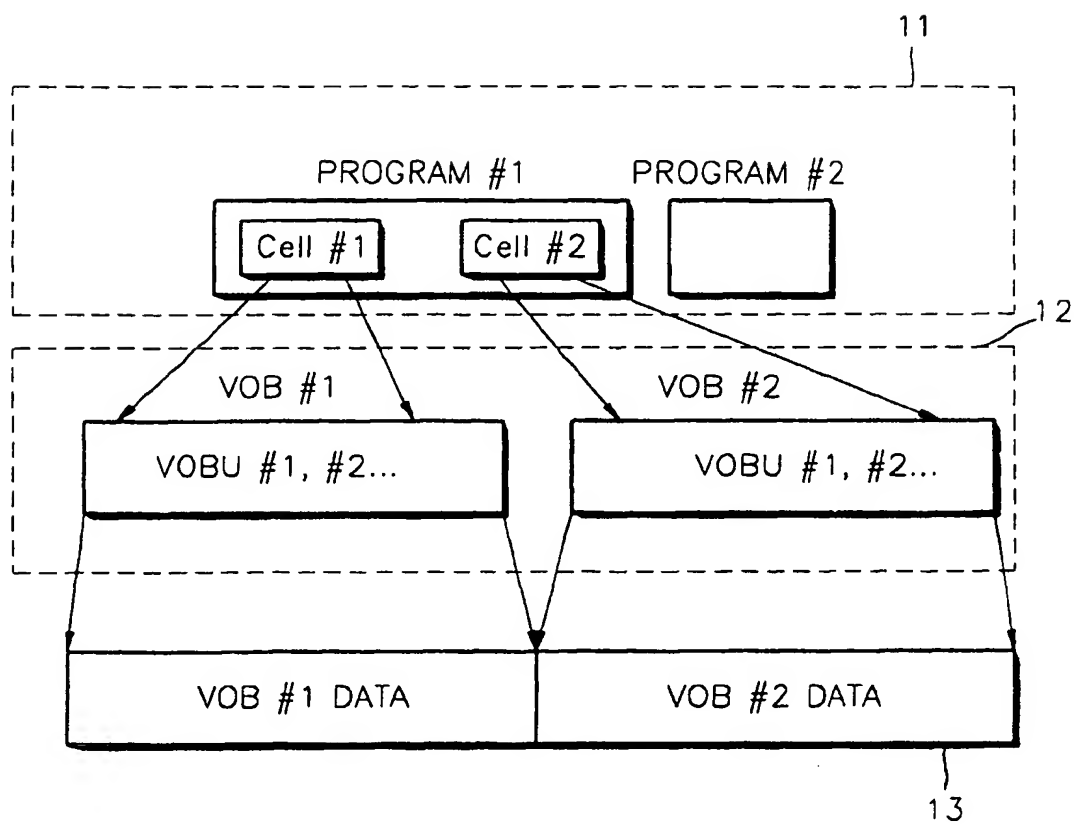 11
PROGRAM #1 PROGRAM #2
Cell #1 Cell #2
12
VOB #1 VOB #2
VOBU #1, #2... VOBU #1, #2...
VOB #1 DATA VOB #2 DATA
13